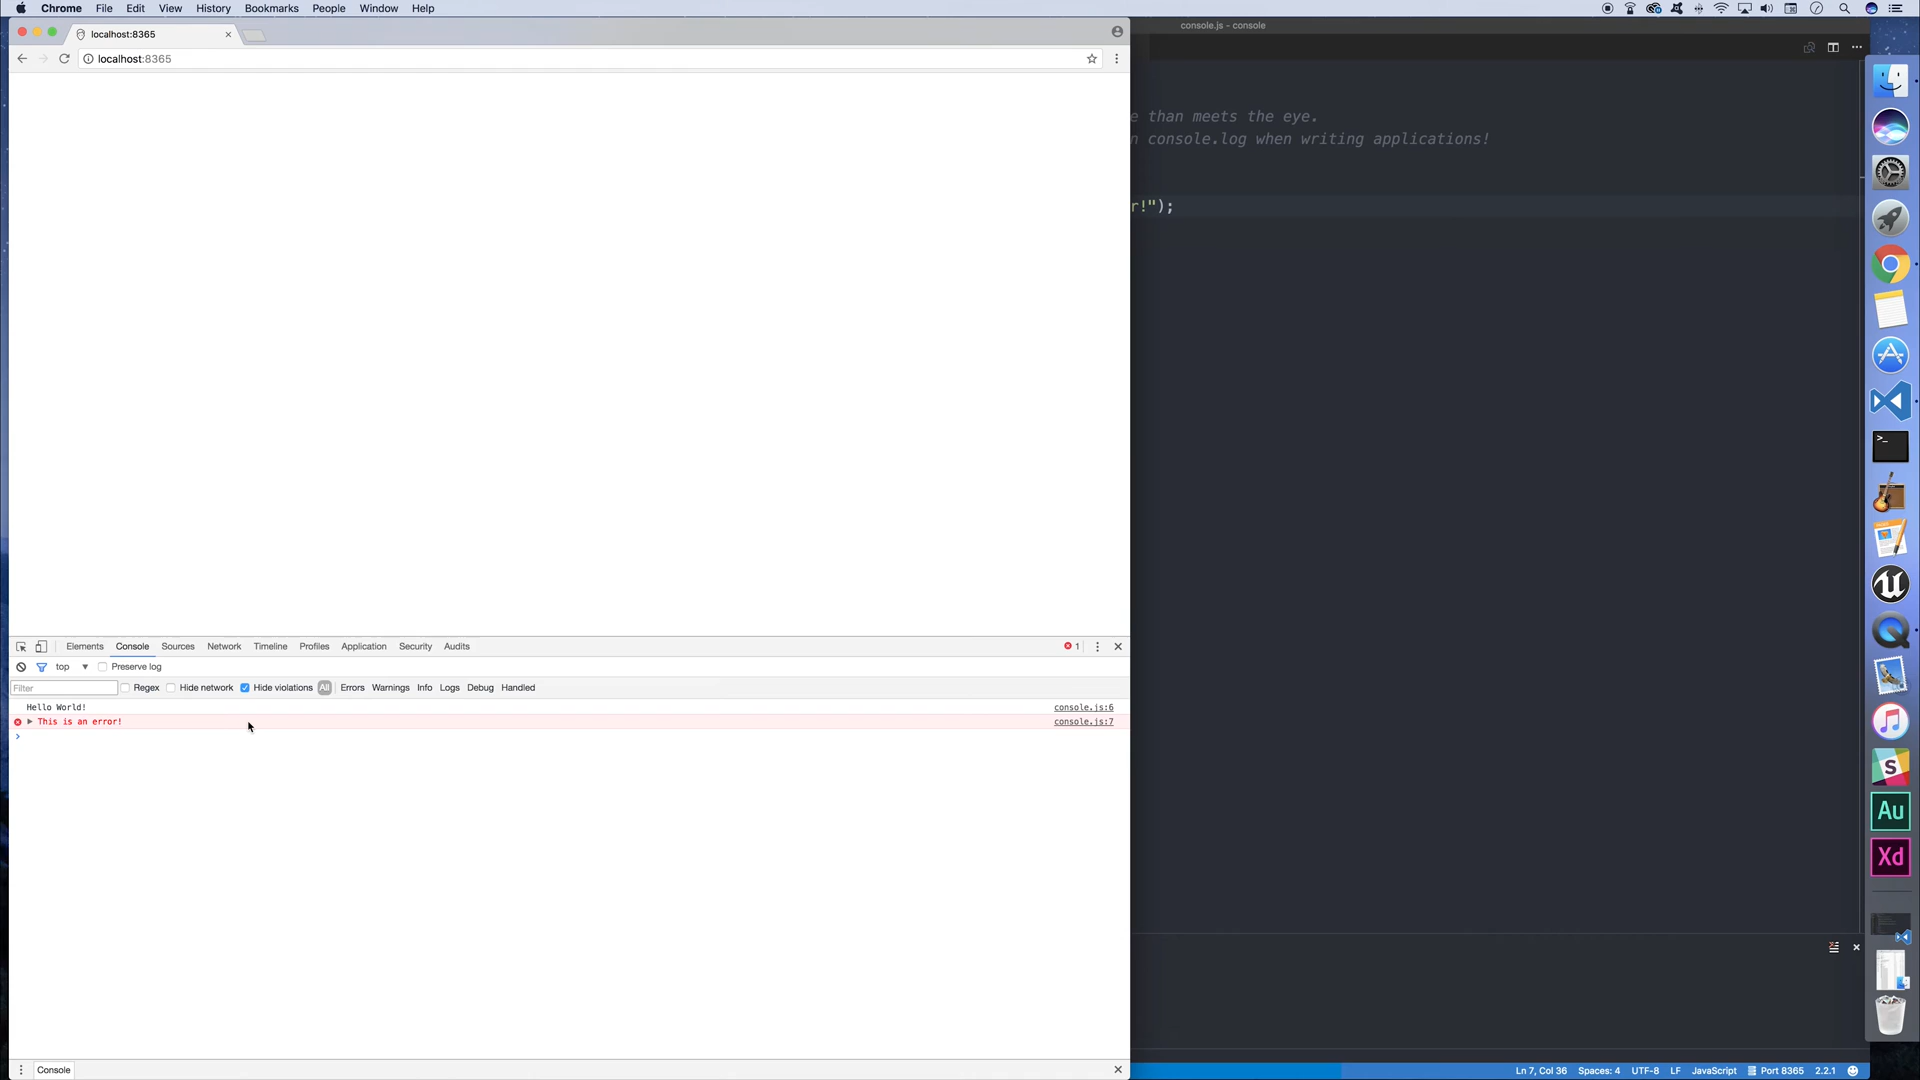 Chrome File Edit View History Bookmarks People Window Help
console.js - console
localhost:8365
localhost:8365
e than meets the eye.
n console.log when writing applications!
r!");
Elements Console Sources Network Timeline Profiles Application Security Audits 1
top Preserve log
Filter Regex Hide network Hide violations All Errors Warnings Info Logs Debug Handled
Hello World! console.js:6
This is an error! console.js:7
>
>_
U
S
Au
Xd
Console
Ln 7, Col 36 Spaces: 4 UTF-8 LF JavaScript Port 8365 2.2.1